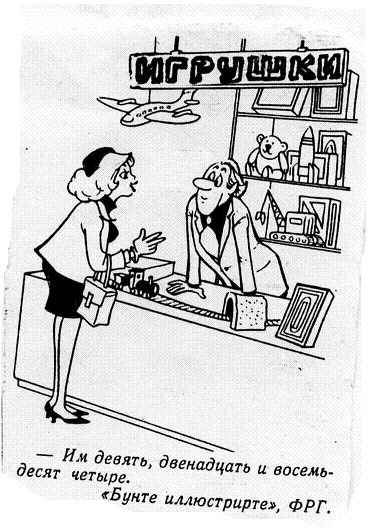 ИГРУШКИ
— Им девять, двенадцать и восемь-
десят четыре.
«Бунте иллюстрирте», ФРГ.